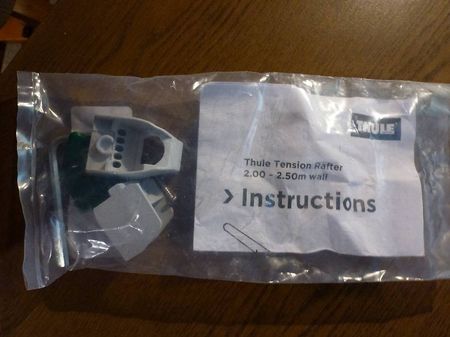 THULE
Thule Tension Rafter
2.00 - 2.50m wall
> Instructions